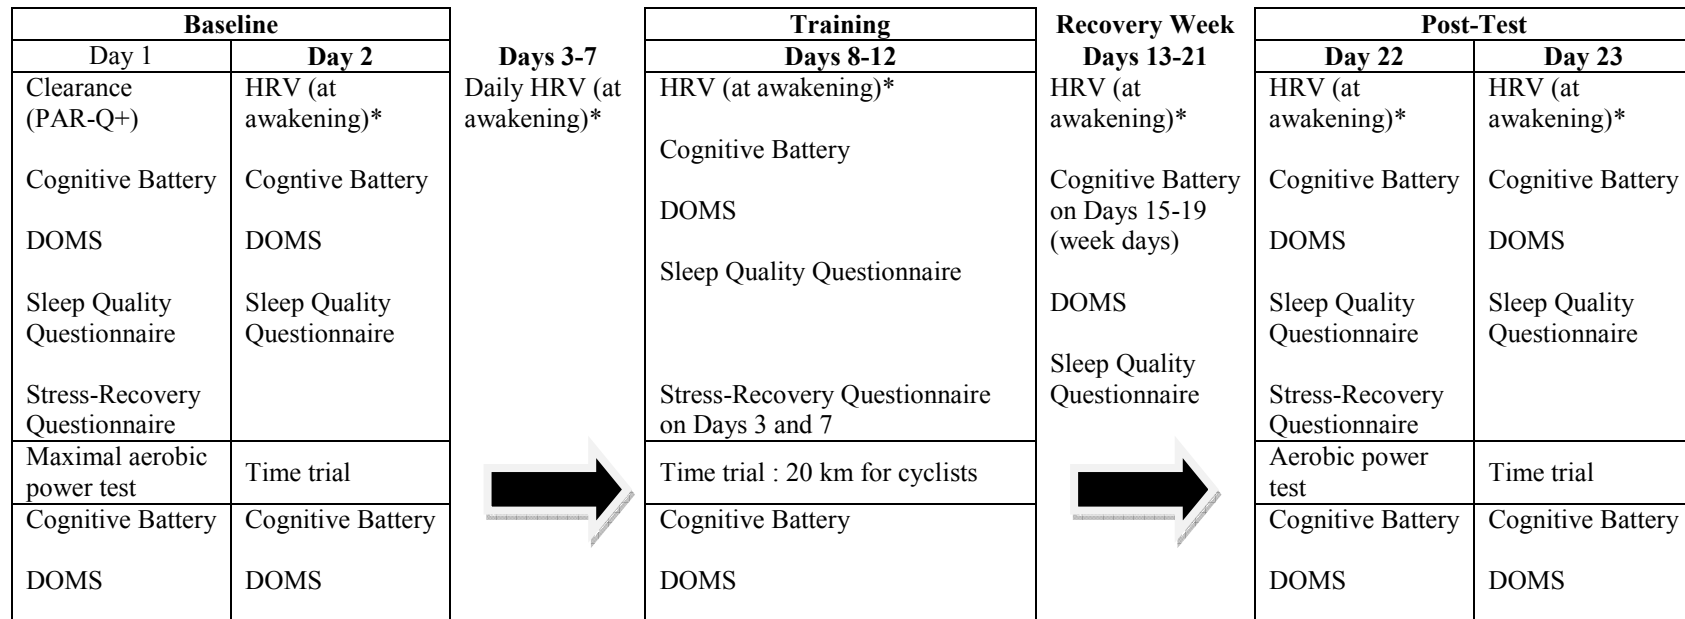 Baseline
Training
Recovery Week
Post-Test
Day 1
Day 2
Days 3-7
Days 8-12
Days 13-21
Day 22
Day 23
Clearance
(PAR-Q+)
Cognitive Battery
DOMS
Sleep Quality
Questionnaire
Stress-Recovery
Questionnaire
HRV (at
awakening)*
Cogntive Battery
DOMS
Sleep Quality
Questionnaire
Daily HRV (at
awakening)*
HRV (at awakening)*
Cognitive Battery
DOMS
Sleep Quality Questionnaire
Stress-Recovery Questionnaire
on Days 3 and 7
HRV (at
awakening)*
Cognitive Battery
on Days 15-19
(week days)
DOMS
Sleep Quality
Questionnaire
HRV (at
awakening)*
Cognitive Battery
DOMS
Sleep Quality
Questionnaire
Stress-Recovery
Questionnaire
HRV (at
awakening)*
Cognitive Battery
DOMS
Sleep Quality
Questionnaire
Maximal aerobic
power test
Time trial
Time trial : 20 km for cyclists
Aerobic power
test
Time trial
Cognitive Battery
DOMS
Cognitive Battery
DOMS
Cognitive Battery
DOMS
Cognitive Battery
DOMS
Cognitive Battery
DOMS